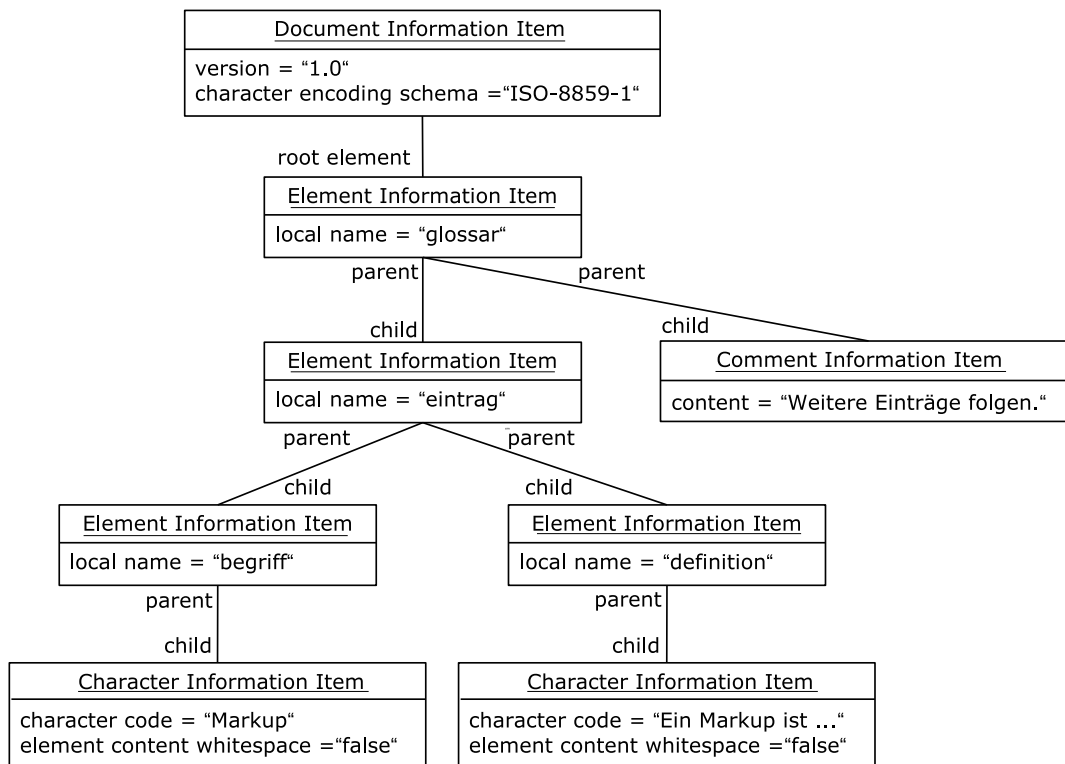 Document Information Item
version = “1.0“
character encoding schema =“ISO-8859-1“
root element
Element Information Item
local name = “glossar“
parent
parent
child
child
Element Information Item
local name = “eintrag“
Comment Information Item
content = “Weitere Einträge folgen.“
parent
parent
child
child
Element Information Item
local name = “begriff“
Element Information Item
local name = “definition“
parent
parent
child
child
Character Information Item
character code = “Markup“
element content whitespace =“false“
Character Information Item
character code = “Ein Markup ist ...“
element content whitespace =“false“